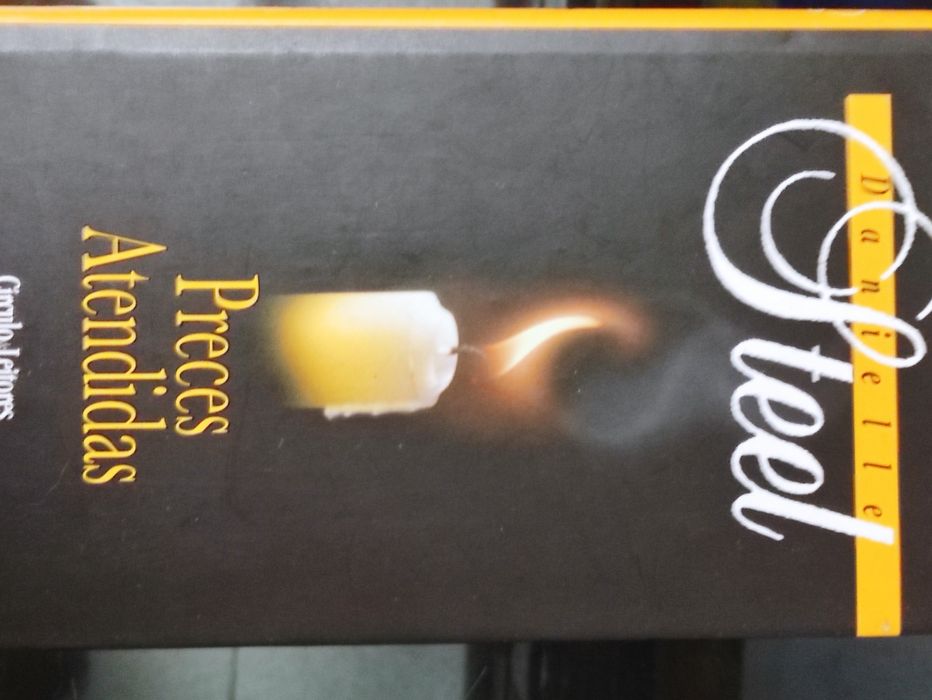 Danielle
Steel
Preces
Atendidas
Círculo Leitores